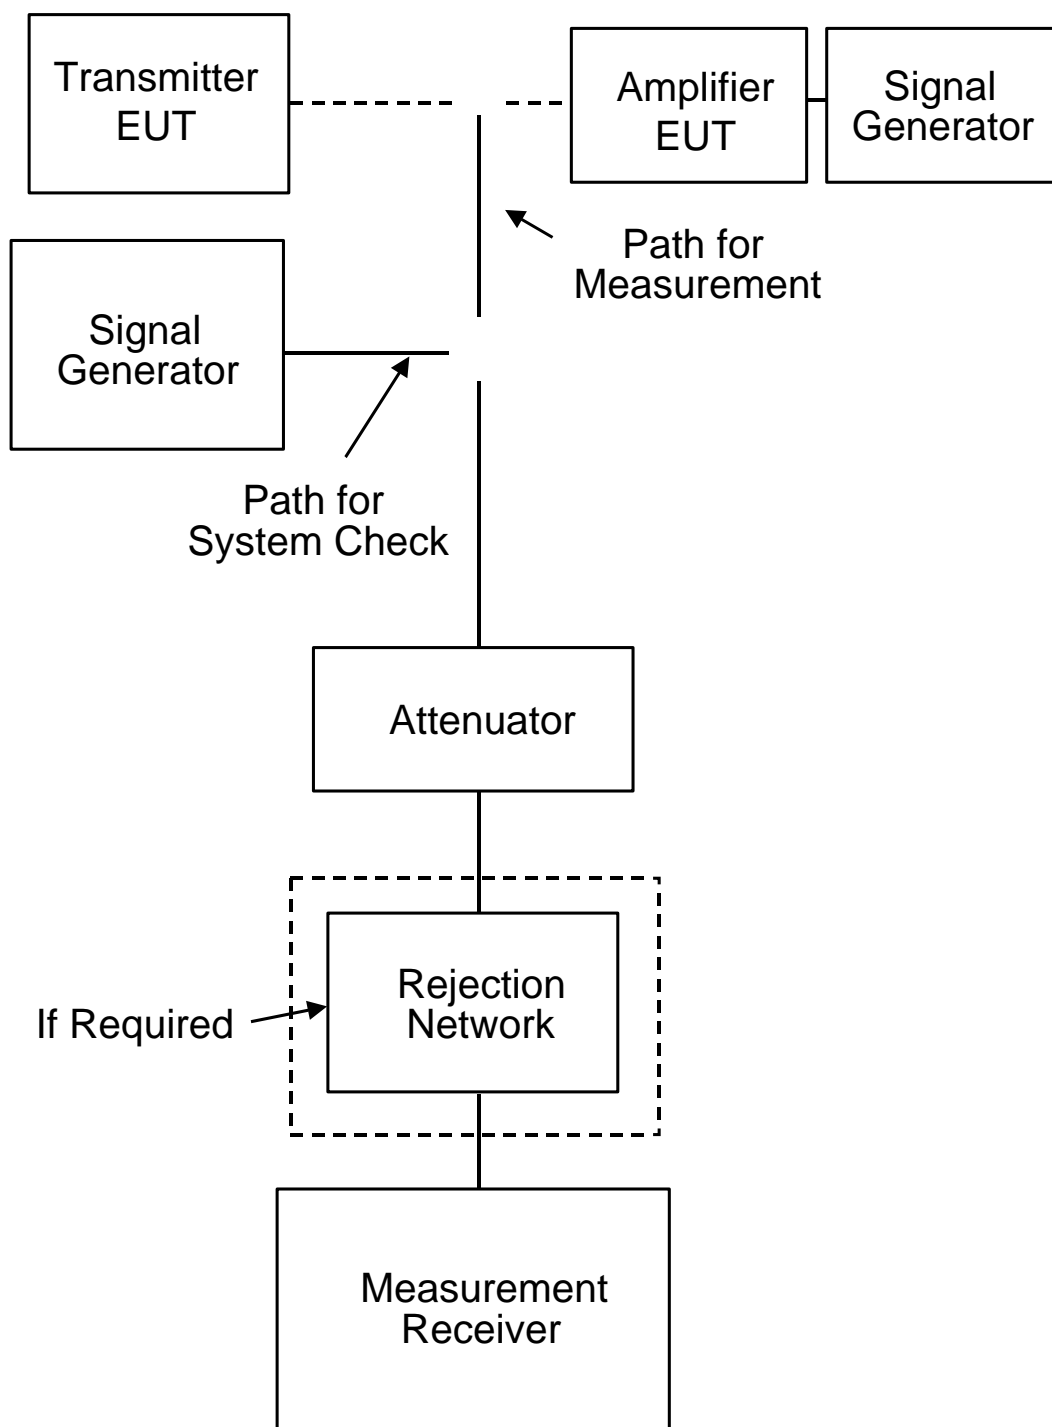 Transmitter
EUT
Amplifier
EUT
Signal
Generator
Path for
Measurement
Signal
Generator
Path for
System Check
Attenuator
Rejection
Network
If Required
Measurement
Receiver